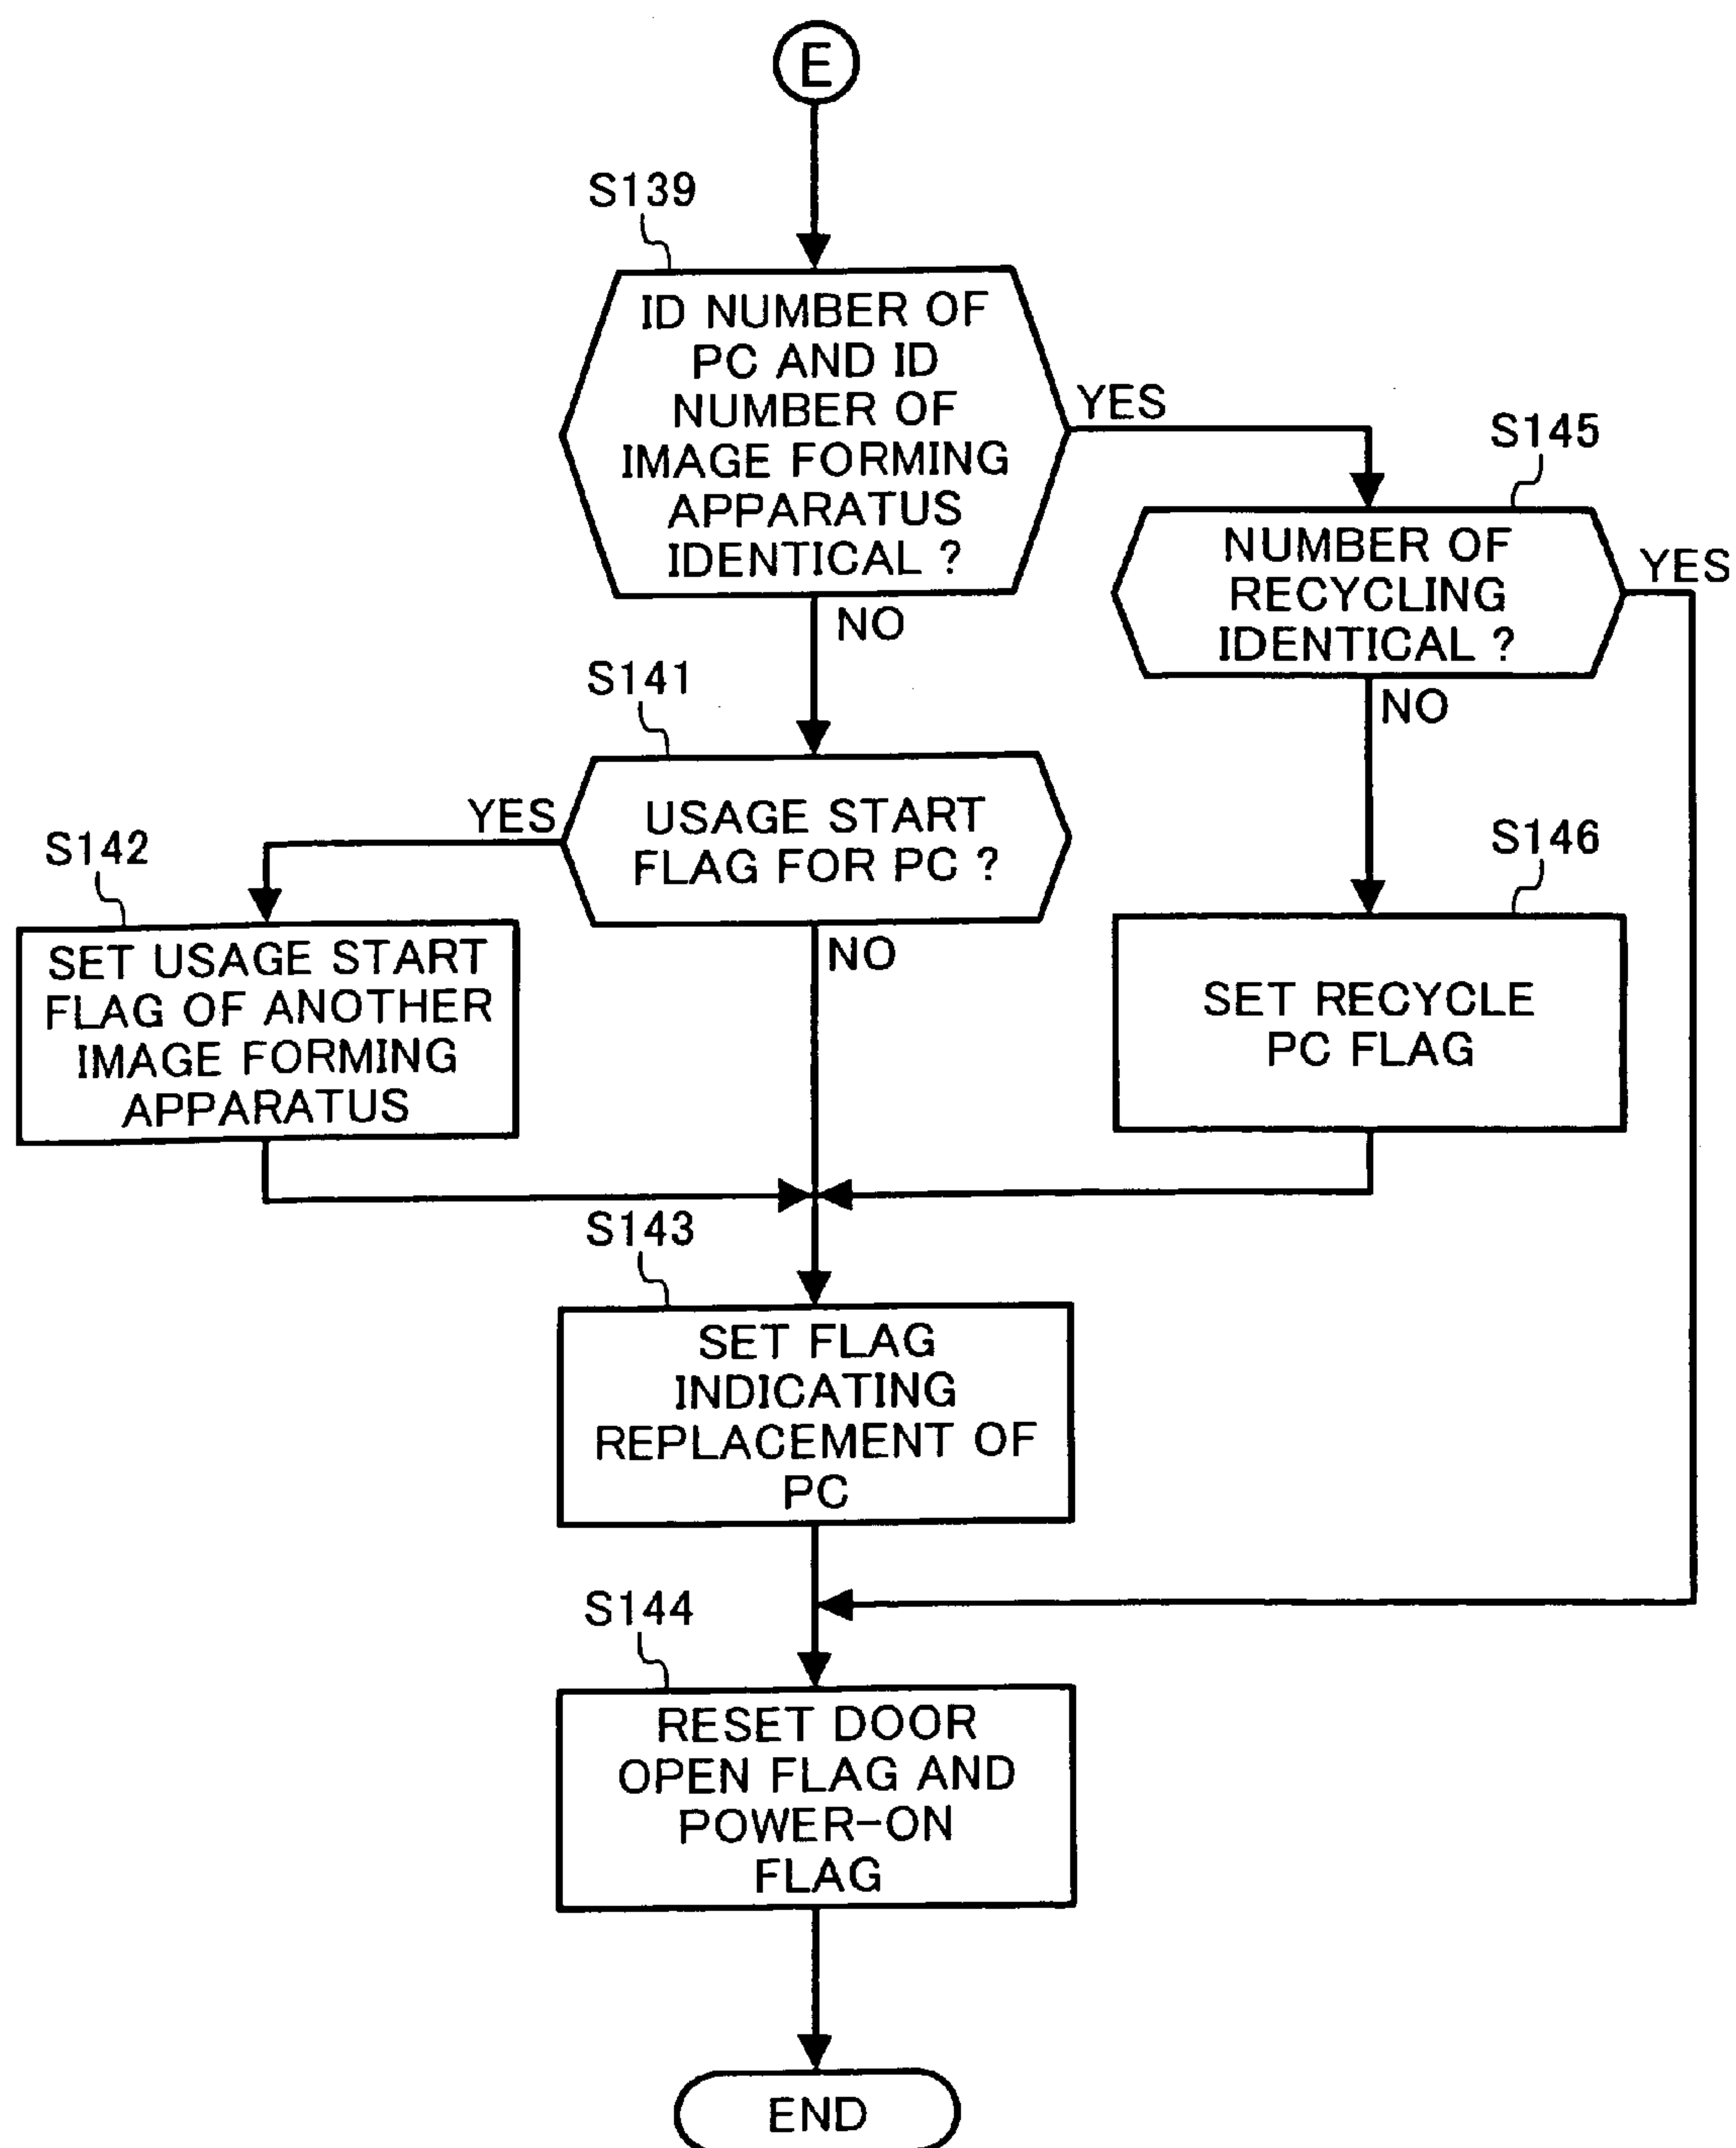 E
S139
ID NUMBER OF
PC AND ID
NUMBER OF
IMAGE FORMING
APPARATUS
IDENTICAL ?
YES
NO
S145
NUMBER OF
RECYCLING
IDENTICAL ?
YES
NO
S141
USAGE START
FLAG FOR PC ?
YES
NO
S142
SET USAGE START
FLAG OF ANOTHER
IMAGE FORMING
APPARATUS
S146
SET RECYCLE
PC FLAG
S143
SET FLAG
INDICATING
REPLACEMENT OF
PC
S144
RESET DOOR
OPEN FLAG AND
POWER-ON
FLAG
END